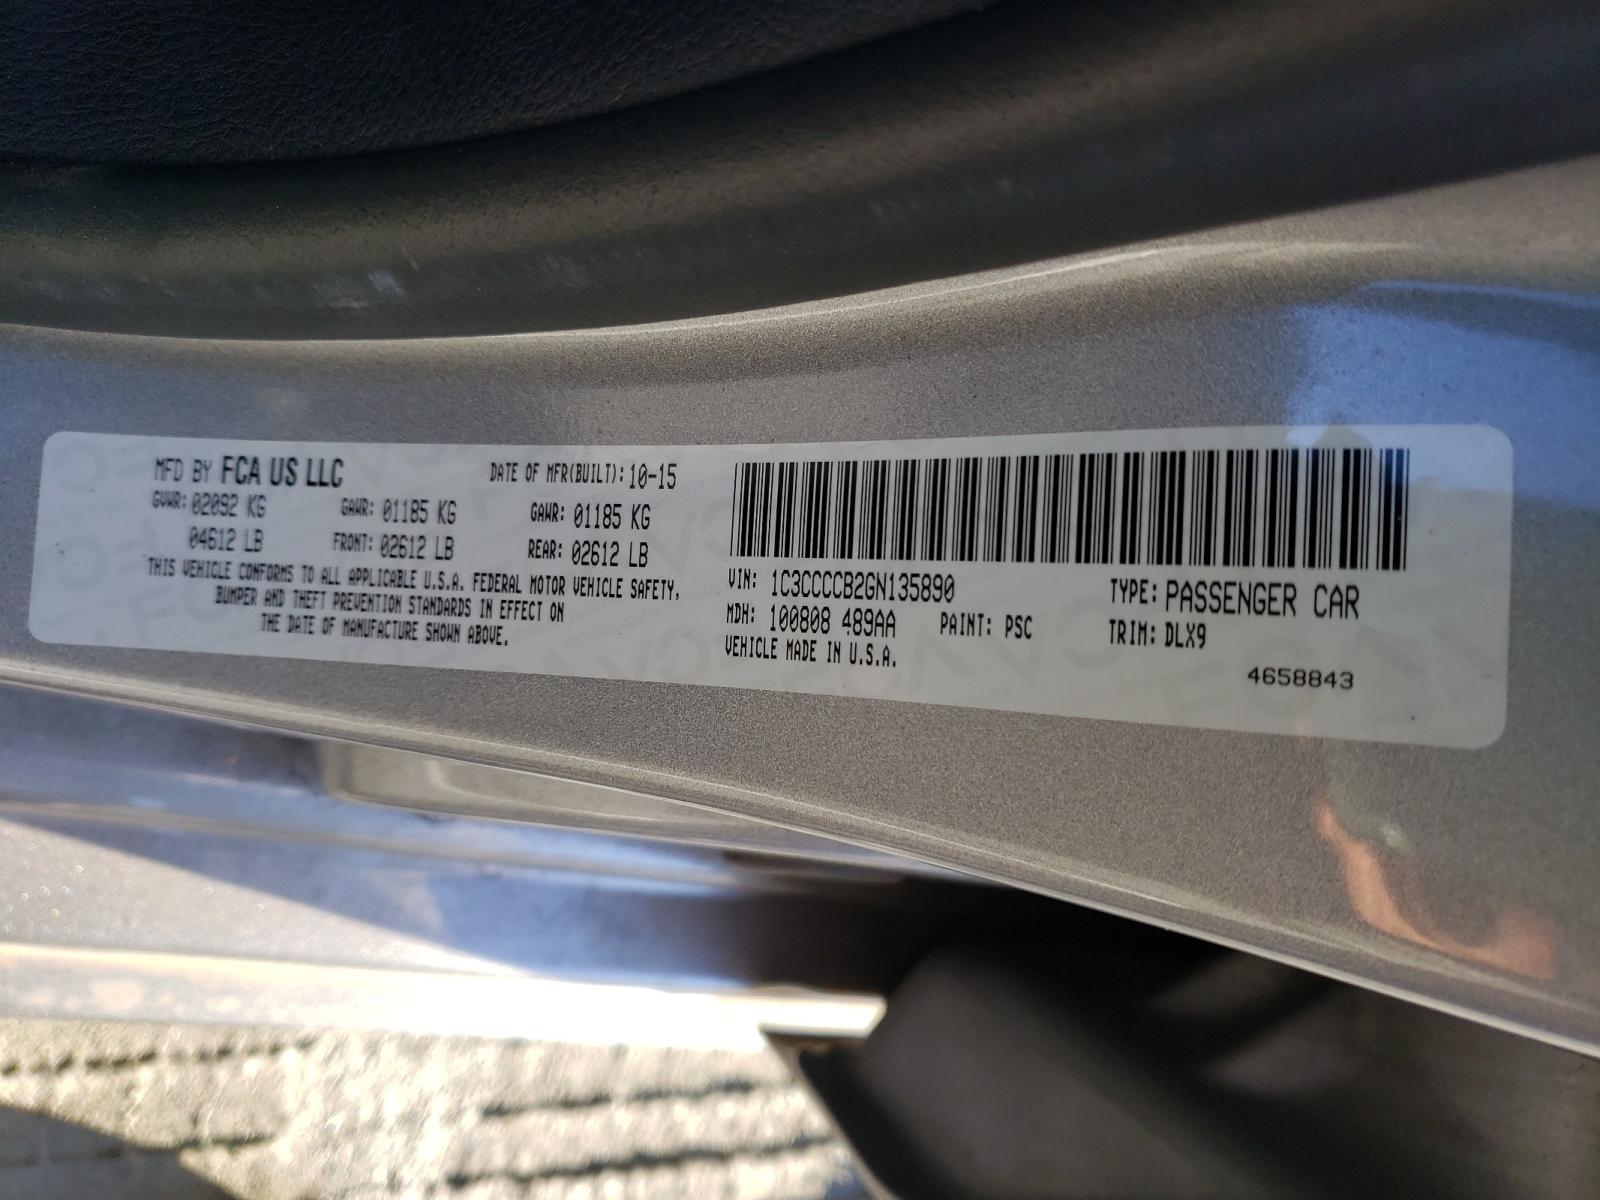 MFD BY FCA US LLC DATE OF MFR(BUILT): 10-15
GVWR: 02092 KG GAWR: 01185 KG GAWR: 01185 KG
04612 LB FRONT: 02612 LB REAR: 02612 LB
THIS VEHICLE CONFORMS TO ALL APPLICABLE U.S.A. FEDERAL MOTOR VEHICLE SAFETY,
BUMPER AND THEFT PREVENTION STANDARDS IN EFFECT ON
THE DATE OF MANUFACTURE SHOWN ABOVE.
VIN: 1C3CCCCB2GN135890 TYPE: PASSENGER CAR
MDH: 100808 489AA PAINT: PSC TRIM: DLX9
VEHICLE MADE IN U.S.A.
4658843